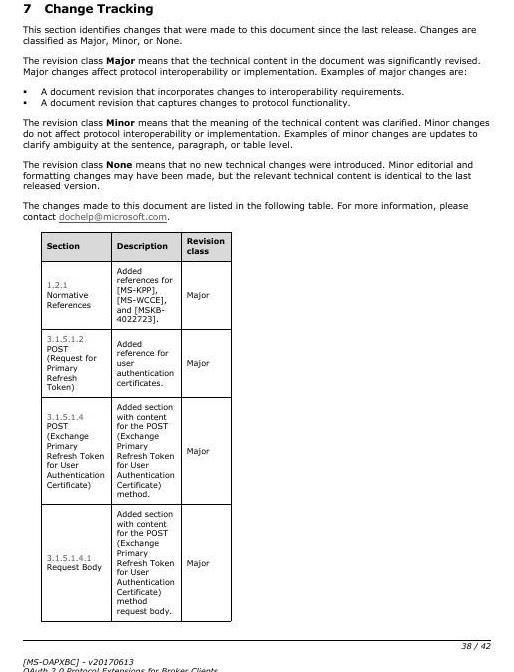 7 Change Tracking
This section identifies changes that were made to this document since the last release. Changes are
classified as Major, Minor, or None.
The revision class Major means that the technical content in the document was significantly revised.
Major changes affect protocol interoperability or implementation. Examples of major changes are:
▪ A document revision that incorporates changes to interoperability requirements.
▪ A document revision that captures changes to protocol functionality.
The revision class Minor means that the meaning of the technical content was clarified. Minor changes
do not affect protocol interoperability or implementation. Examples of minor changes are updates to
clarify ambiguity at the sentence, paragraph, or table level.
The revision class None means that no new technical changes were introduced. Minor editorial and
formatting changes may have been made, but the relevant technical content is identical to the last
released version.
The changes made to this document are listed in the following table. For more information, please
contact dochelp@microsoft.com.
Section
Description
Revision
class
1.2.1
Normative
References
Added
references for
[MS-KPP],
[MS-WCCE],
and [MSKB-
4022723].
Major
3.1.5.1.2
POST
(Request for
Primary
Refresh
Token)
Added
reference for
user
authentication
certificates.
Major
3.1.5.1.4
POST
(Exchange
Primary
Refresh Token
for User
Authentication
Certificate)
Added section
with content
for the POST
(Exchange
Primary
Refresh Token
for User
Authentication
Certificate)
method.
Major
3.1.5.1.4.1
Request Body
Added section
with content
for the POST
(Exchange
Primary
Refresh Token
for User
Authentication
Certificate)
method
request body.
Major
38 / 42
[MS-OAPXBC] - v20170613
OAuth 2.0 Protocol Extensions for Broker Clients